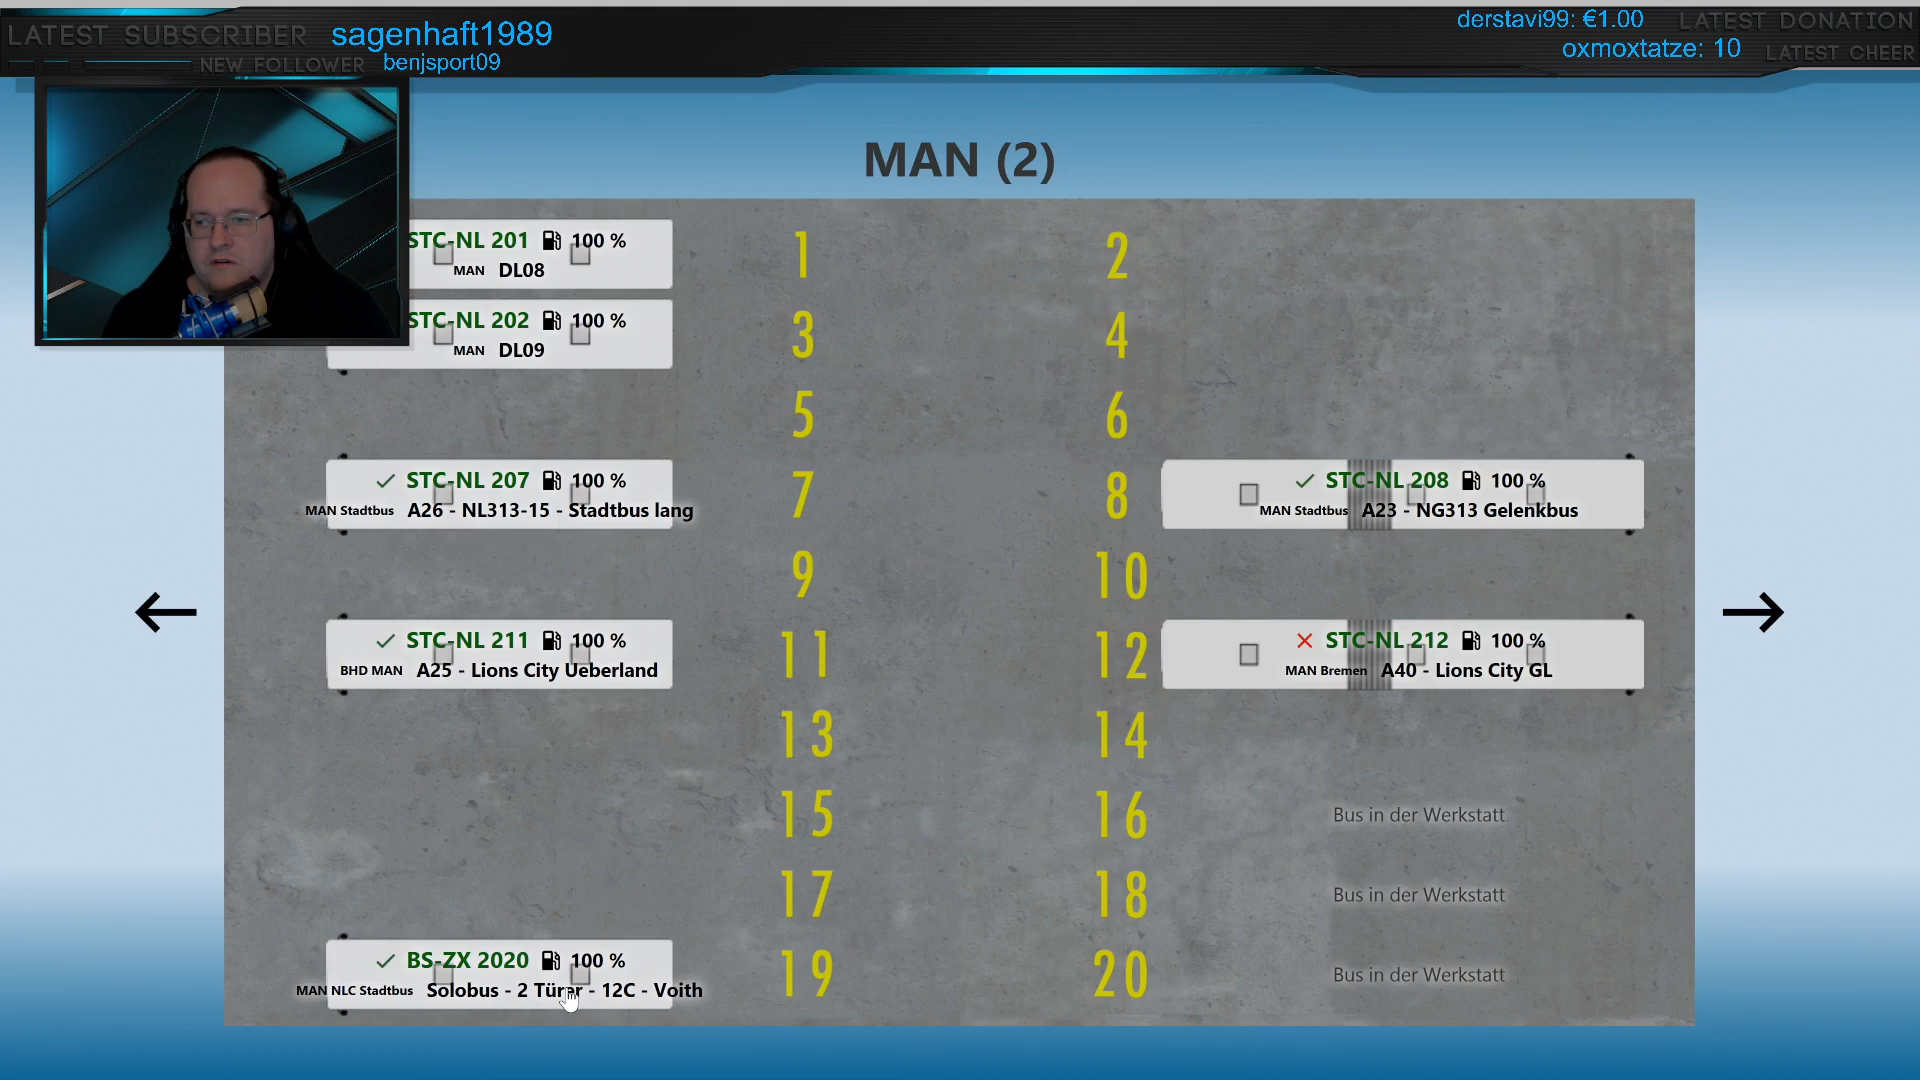 LATEST SUBSCRIBER sagenhaft1989
NEW FOLLOWER benjsport09
derstavi99: €1.00 LATEST DONATION
oxmoxtatze: 10 LATEST CHEER
MAN (2)
STC-NL 201 100 %
MAN DL08
1
2
STC-NL 202 100 %
MAN DL09
3
4
5
6
STC-NL 207 100 %
MAN Stadtbus A26 - NL313-15 - Stadtbus lang
7
8
STC-NL 208 100 %
MAN Stadtbus A23 - NG313 Gelenkbus
9
10
STC-NL 211 100 %
BHD MAN A25 - Lions City Ueberland
11
12
STC-NL 212 100 %
MAN Bremen A40 - Lions City GL
13
14
15
16
Bus in der Werkstatt
17
18
Bus in der Werkstatt
BS-ZX 2020 100 %
MAN NLC Stadtbus Solobus - 2 Türer - 12C - Voith
19
20
Bus in der Werkstatt